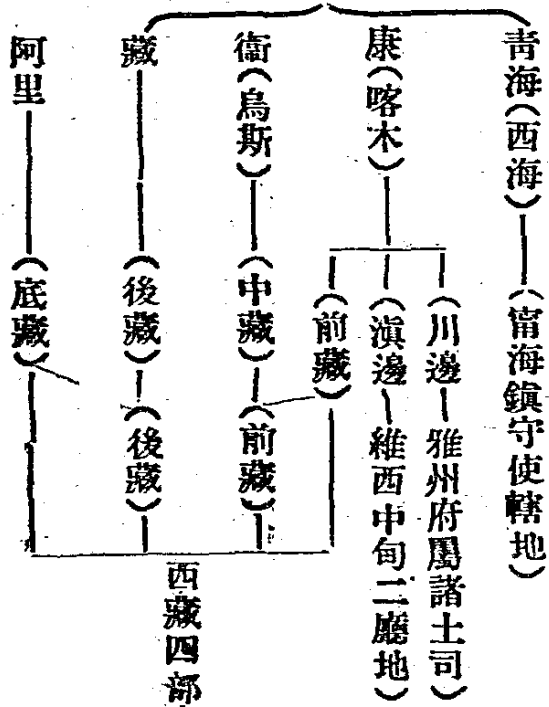 青海(西海)——(甯海鎮守使轄地)
康(喀木)
(川邊—雅州府屬諸土司)
(滇邊—維西中甸二廳地)
(前藏)
衞(烏斯)—(中藏)—(前藏)
藏——(後藏)—(後藏)
阿里——(底藏)
西藏四部